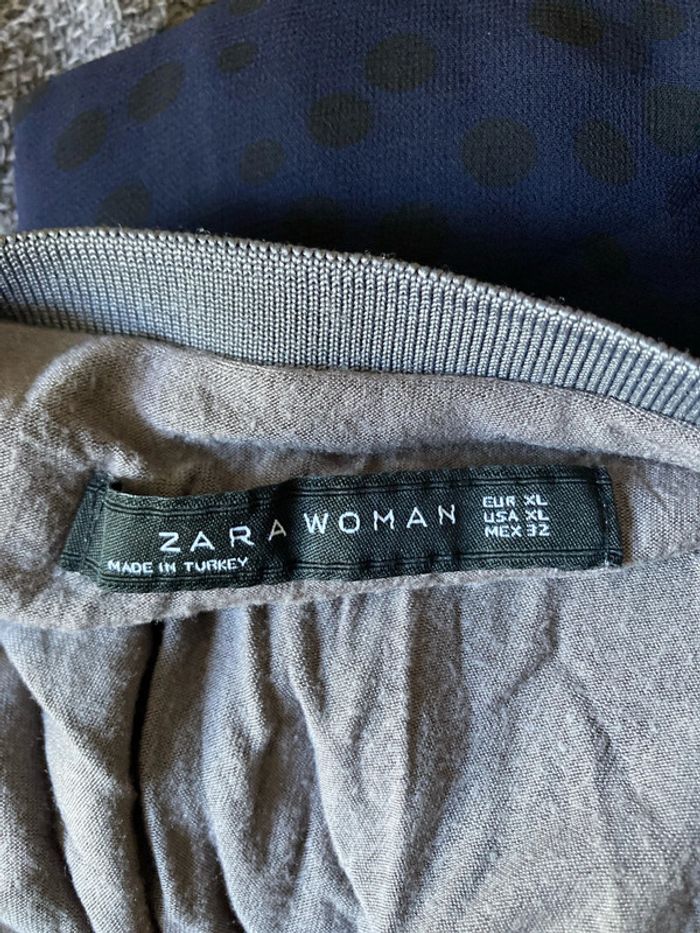 ZARA WOMAN
MADE IN TURKEY
EUR XL
USA XL
MEX 32